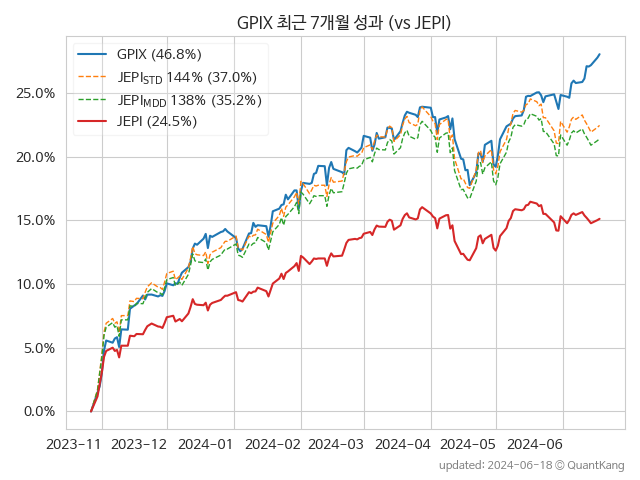 GPIX 최근 7개월 성과 (vs JEPI)
GPIX (46.8%)
JEPI_STD 144% (37.0%)
JEPI_MDD 138% (35.2%)
JEPI (24.5%)
25.0%
20.0%
15.0%
10.0%
5.0%
0.0%
2023-11 2023-12 2024-01 2024-02 2024-03 2024-04 2024-05 2024-06
updated: 2024-06-18 © QuantKang